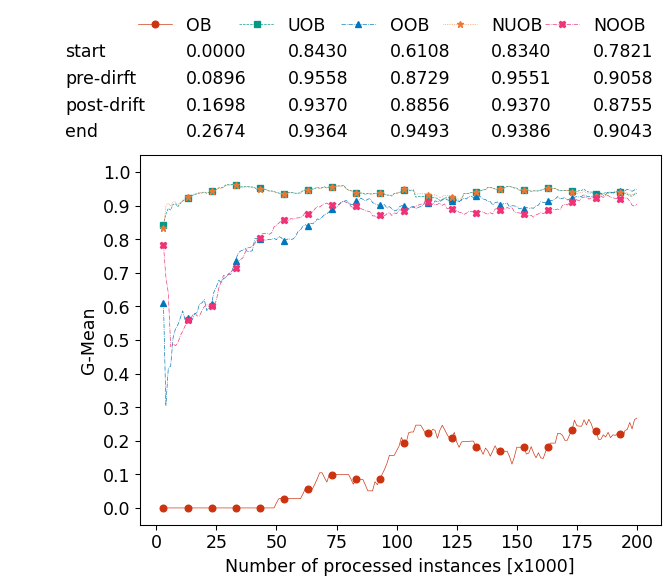 OB UOB OOB NUOB NOOB
start 0.0000 0.8430 0.6108 0.8340 0.7821
pre-dirft 0.0896 0.9558 0.8729 0.9551 0.9058
post-drift 0.1698 0.9370 0.8856 0.9370 0.8755
end 0.2674 0.9364 0.9493 0.9386 0.9043
1.0
0.9
0.8
0.7
0.6
0.5
0.4
0.3
0.2
0.1
0.0
G-Mean
0 25 50 75 100 125 150 175 200
Number of processed instances [x1000]